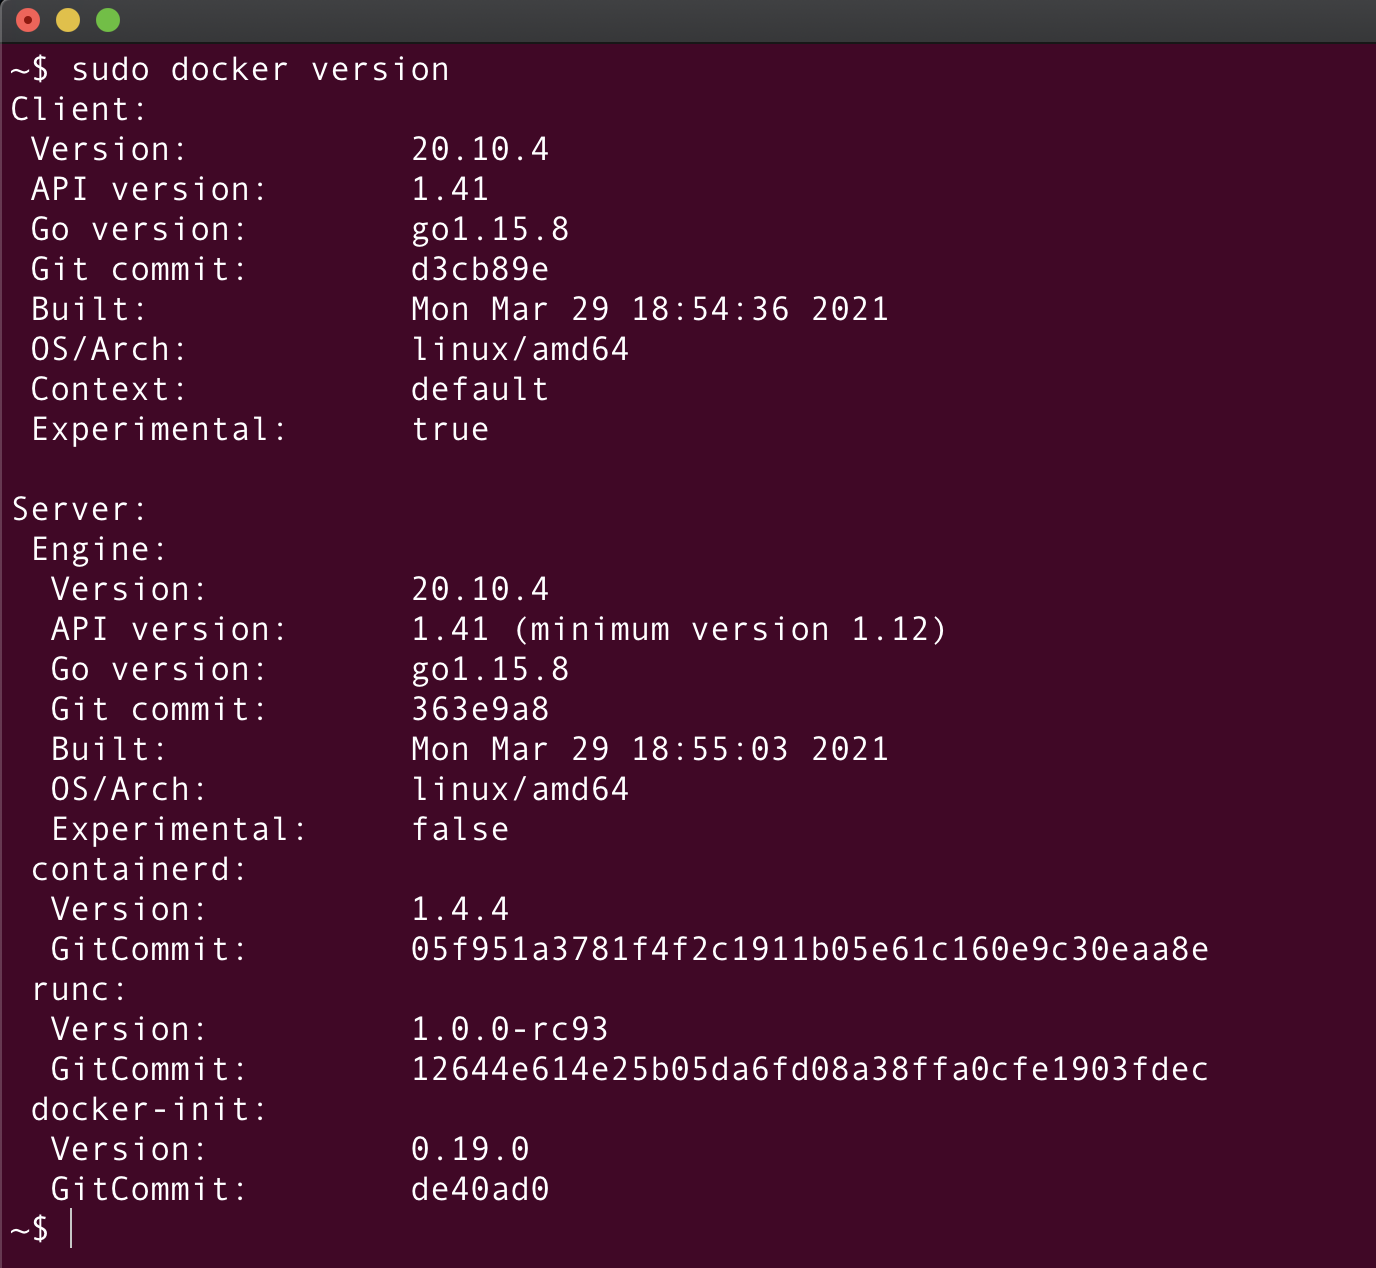 ~$ sudo docker version
Client:
 Version:           20.10.4
 API version:       1.41
 Go version:        go1.15.8
 Git commit:        d3cb89e
 Built:             Mon Mar 29 18:54:36 2021
 OS/Arch:           linux/amd64
 Context:           default
 Experimental:      true

Server:
 Engine:
  Version:          20.10.4
  API version:      1.41 (minimum version 1.12)
  Go version:       go1.15.8
  Git commit:       363e9a8
  Built:            Mon Mar 29 18:55:03 2021
  OS/Arch:          linux/amd64
  Experimental:     false
 containerd:
  Version:          1.4.4
  GitCommit:        05f951a3781f4f2c1911b05e61c160e9c30eaa8e
 runc:
  Version:          1.0.0-rc93
  GitCommit:        12644e614e25b05da6fd08a38ffa0cfe1903fdec
 docker-init:
  Version:          0.19.0
  GitCommit:        de40ad0
~$